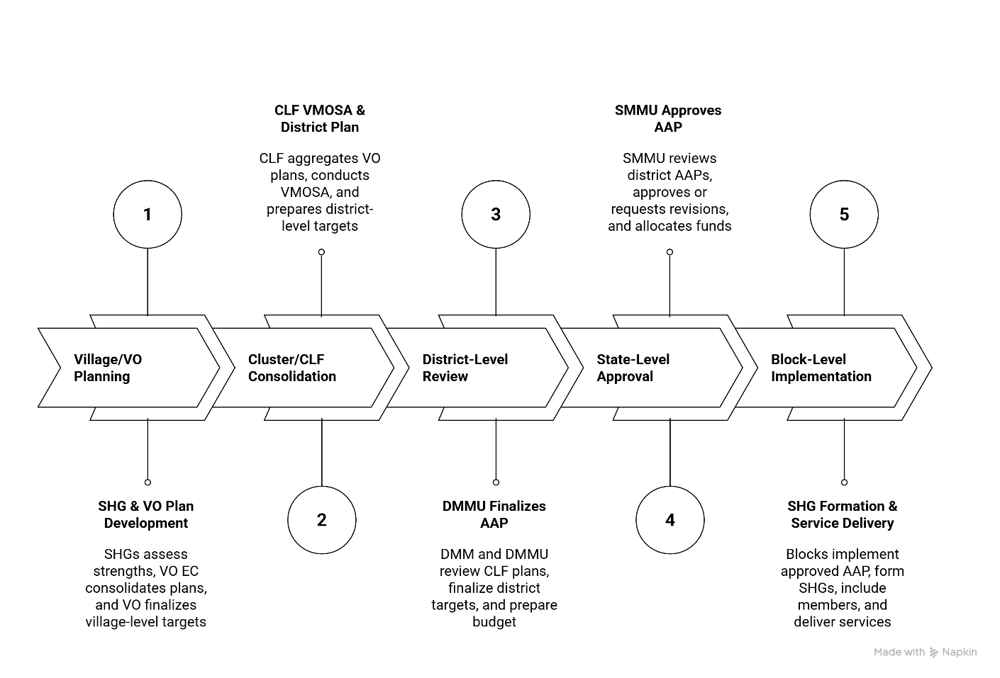 CLF VMOSA &
District Plan
CLF aggregates VO
plans, conducts
VMOSA, and
prepares district-
level targets
SMMU Approves
AAP
SMMU reviews
district AAPs,
approves or
requests revisions,
and allocates funds
1
3
5
Village/VO
Planning
Cluster/CLF
Consolidation
District-Level
Review
State-Level
Approval
Block-Level
Implementation
SHG & VO Plan
Development
SHGs assess
strengths, VO EC
consolidates plans,
and VO finalizes
village-level targets
2
DMMU Finalizes
AAP
DMM and DMMU
review CLF plans,
finalize district
targets, and prepare
budget
4
SHG Formation &
Service Delivery
Blocks implement
approved AAP, form
SHGs, include
members, and
deliver services
Made with Napkin